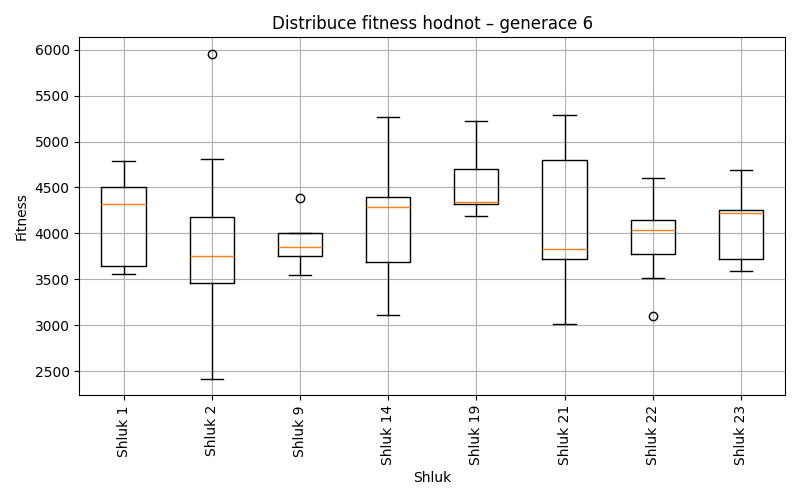 Distribuce fitness hodnot – generace 6
6000
5500
5000
4500
4000
3500
3000
2500
Fitness
Shluk 1
Shluk 2
Shluk 9
Shluk 14
Shluk 19
Shluk 21
Shluk 22
Shluk 23
Shluk